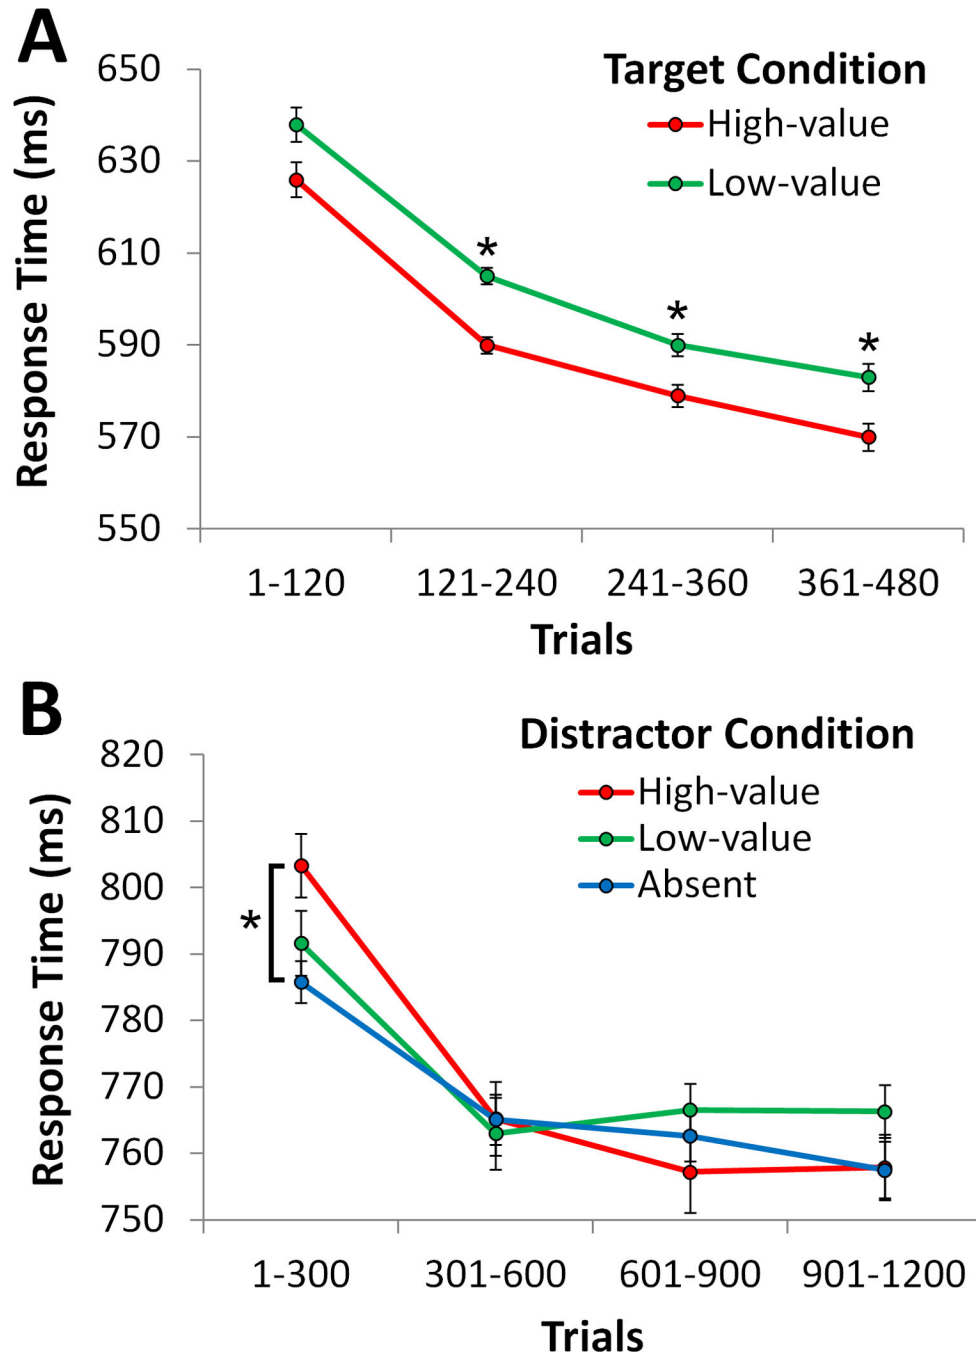 A
Target Condition
High-value
Low-value
Response Time (ms)
650
630
610
590
570
550
*
*
*
1-120 121-240 241-360 361-480
Trials
B
Distractor Condition
High-value
Low-value
Absent
Response Time (ms)
820
810
800
790
780
770
760
750
*
1-300 301-600 601-900 901-1200
Trials